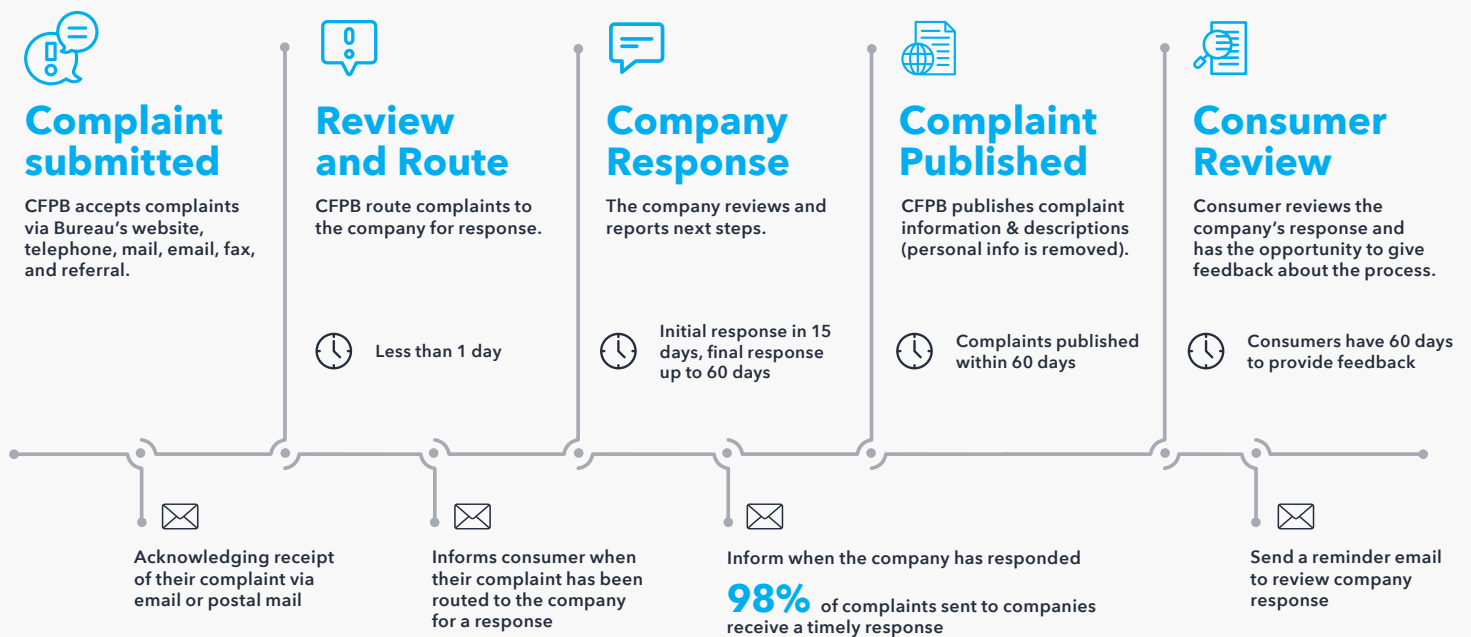 Complaint
submitted
CFPB accepts complaints
via Bureau's website,
telephone, mail, email, fax,
and referral.
Review
and Route
CFPB route complaints to
the company for response.
Less than 1 day
Company
Response
The company reviews and
reports next steps.
Initial response in 15
days, final response
up to 60 days
Complaint
Published
CFPB publishes complaint
information & descriptions
(personal info is removed).
Complaints published
within 60 days
Consumer
Review
Consumer reviews the
company's response and
has the opportunity to give
feedback about the process.
Consumers have 60 days
to provide feedback
Acknowledging receipt
of their complaint via
email or postal mail
Informs consumer when
their complaint has been
routed to the company
for a response
Inform when the company has responded
98% of complaints sent to companies
receive a timely response
Send a reminder email
to review company
response